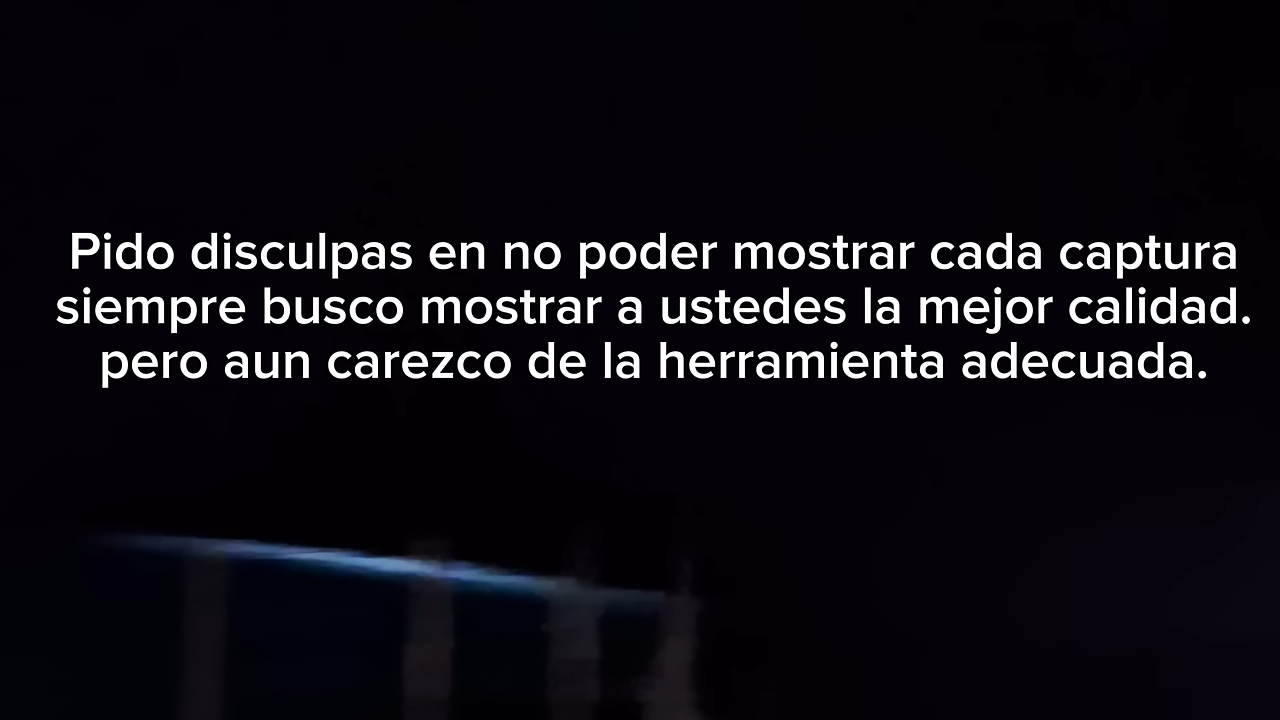 Pido disculpas en no poder mostrar cada captura
siempre busco mostrar a ustedes la mejor calidad.
pero aun carezco de la herramienta adecuada.